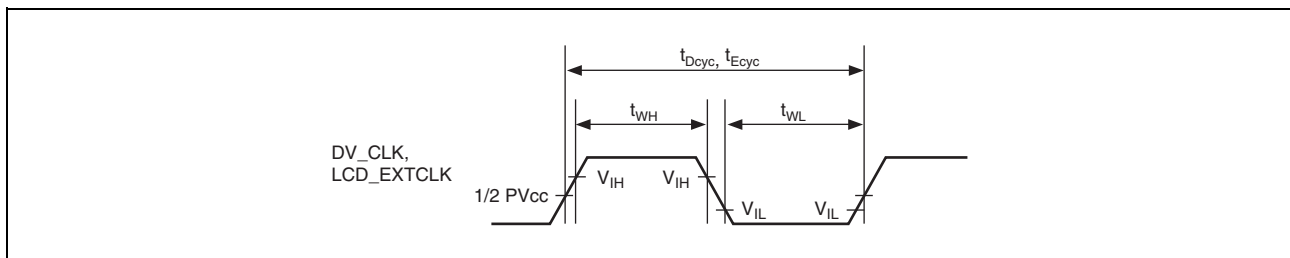 tDcyc, tEcyc
tWH
tWL
DV_CLK,
LCD_EXTCLK
VIH
VIH
1/2 PVcc
VIL
VIL